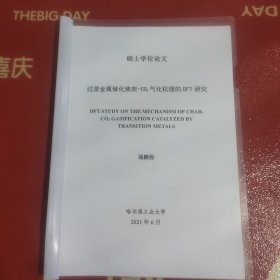 THEBIG DAY
THE BIG
喜庆
硕士学位论文
过渡金属催化焦炭-CO₂气化机理的 DFT 研究
DFT STUDY ON THE MECHANISM OF CHAR-
CO₂ GASIFICATION CATALYZED BY
TRANSITION METALS
哈尔滨工业大学
2021 年 6 月